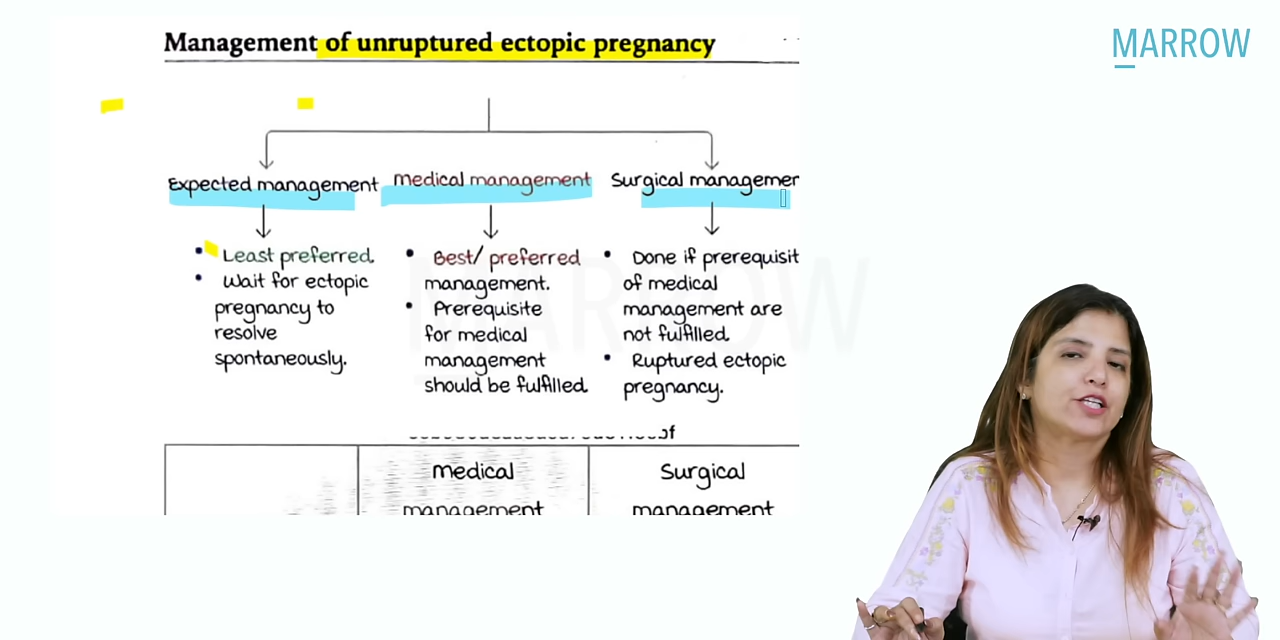 MARROW
Management of unruptured ectopic pregnancy
Expected management
Least preferred.
Wait for ectopic
pregnancy to
resolve
spontaneously.
medical management
Best/ preferred
management.
Prerequisite
for medical
management
should be fulfilled.
Surgical managemen
Done if prerequisit
of medical
management are
not fulfilled.
Ruptured ectopic
pregnancy.
MARROW
of
medical
management
Surgical
management